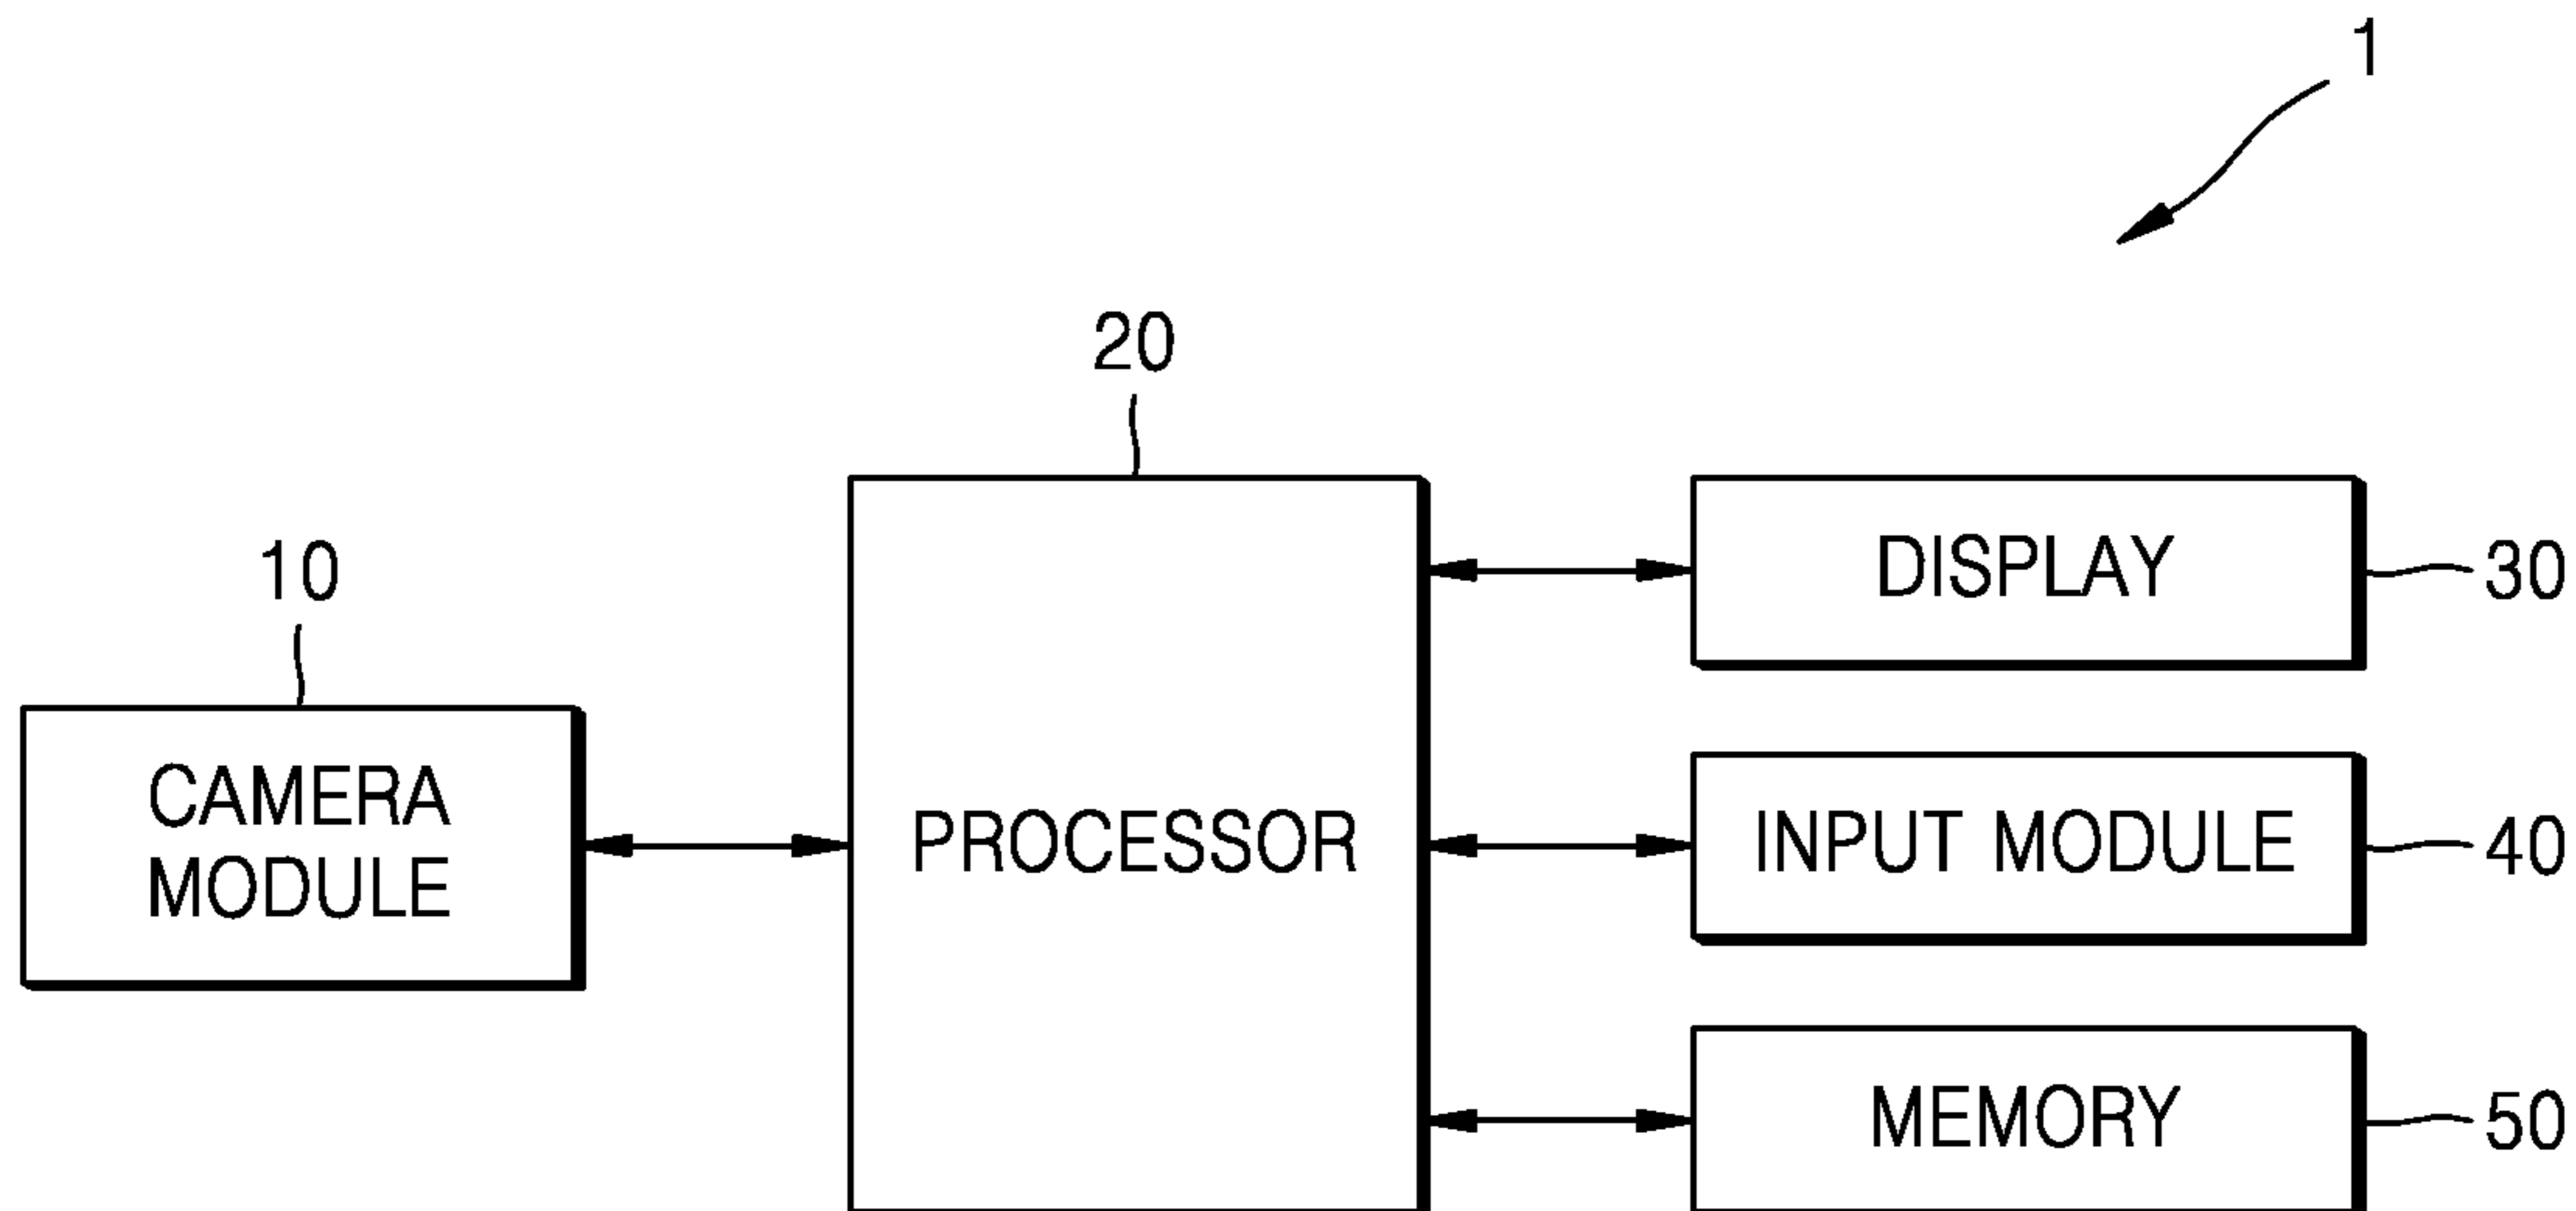 1
20
10
DISPLAY
30
CAMERA
MODULE
PROCESSOR
INPUT MODULE
40
MEMORY
50